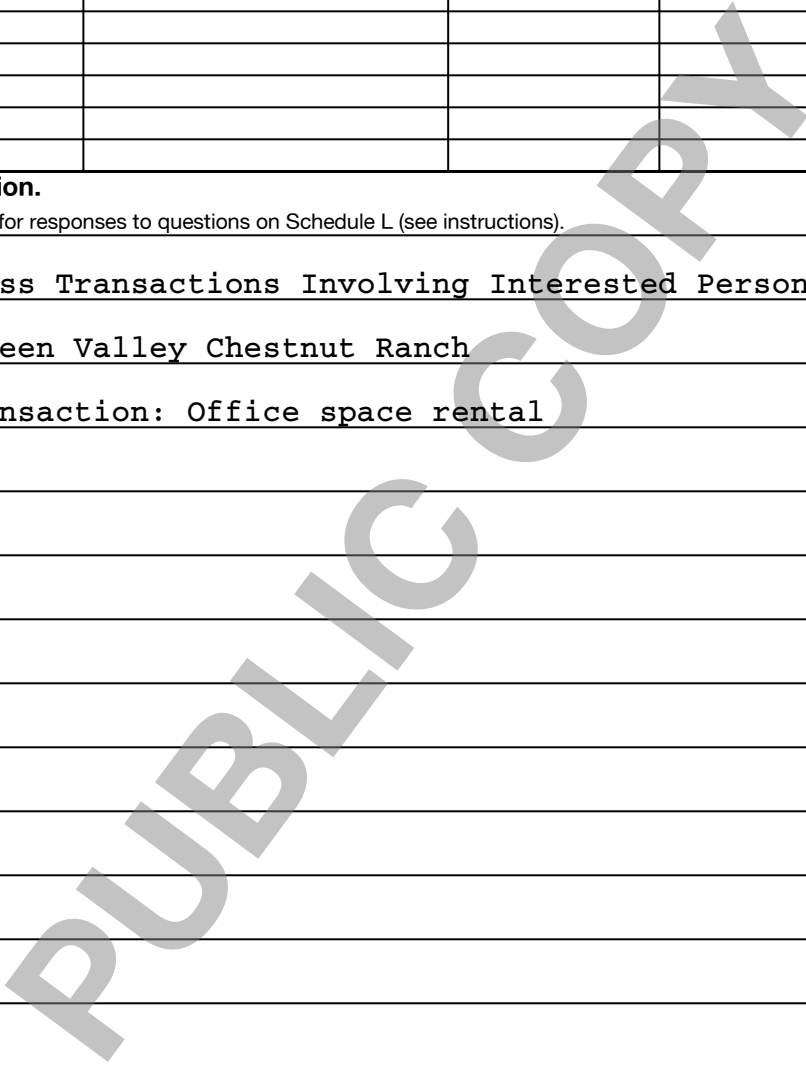 ion.
for responses to questions on Schedule L (see instructions).
ss Transactions Involving Interested Person
een Valley Chestnut Ranch
nsaction: Office space rental
PUBLIC COPY